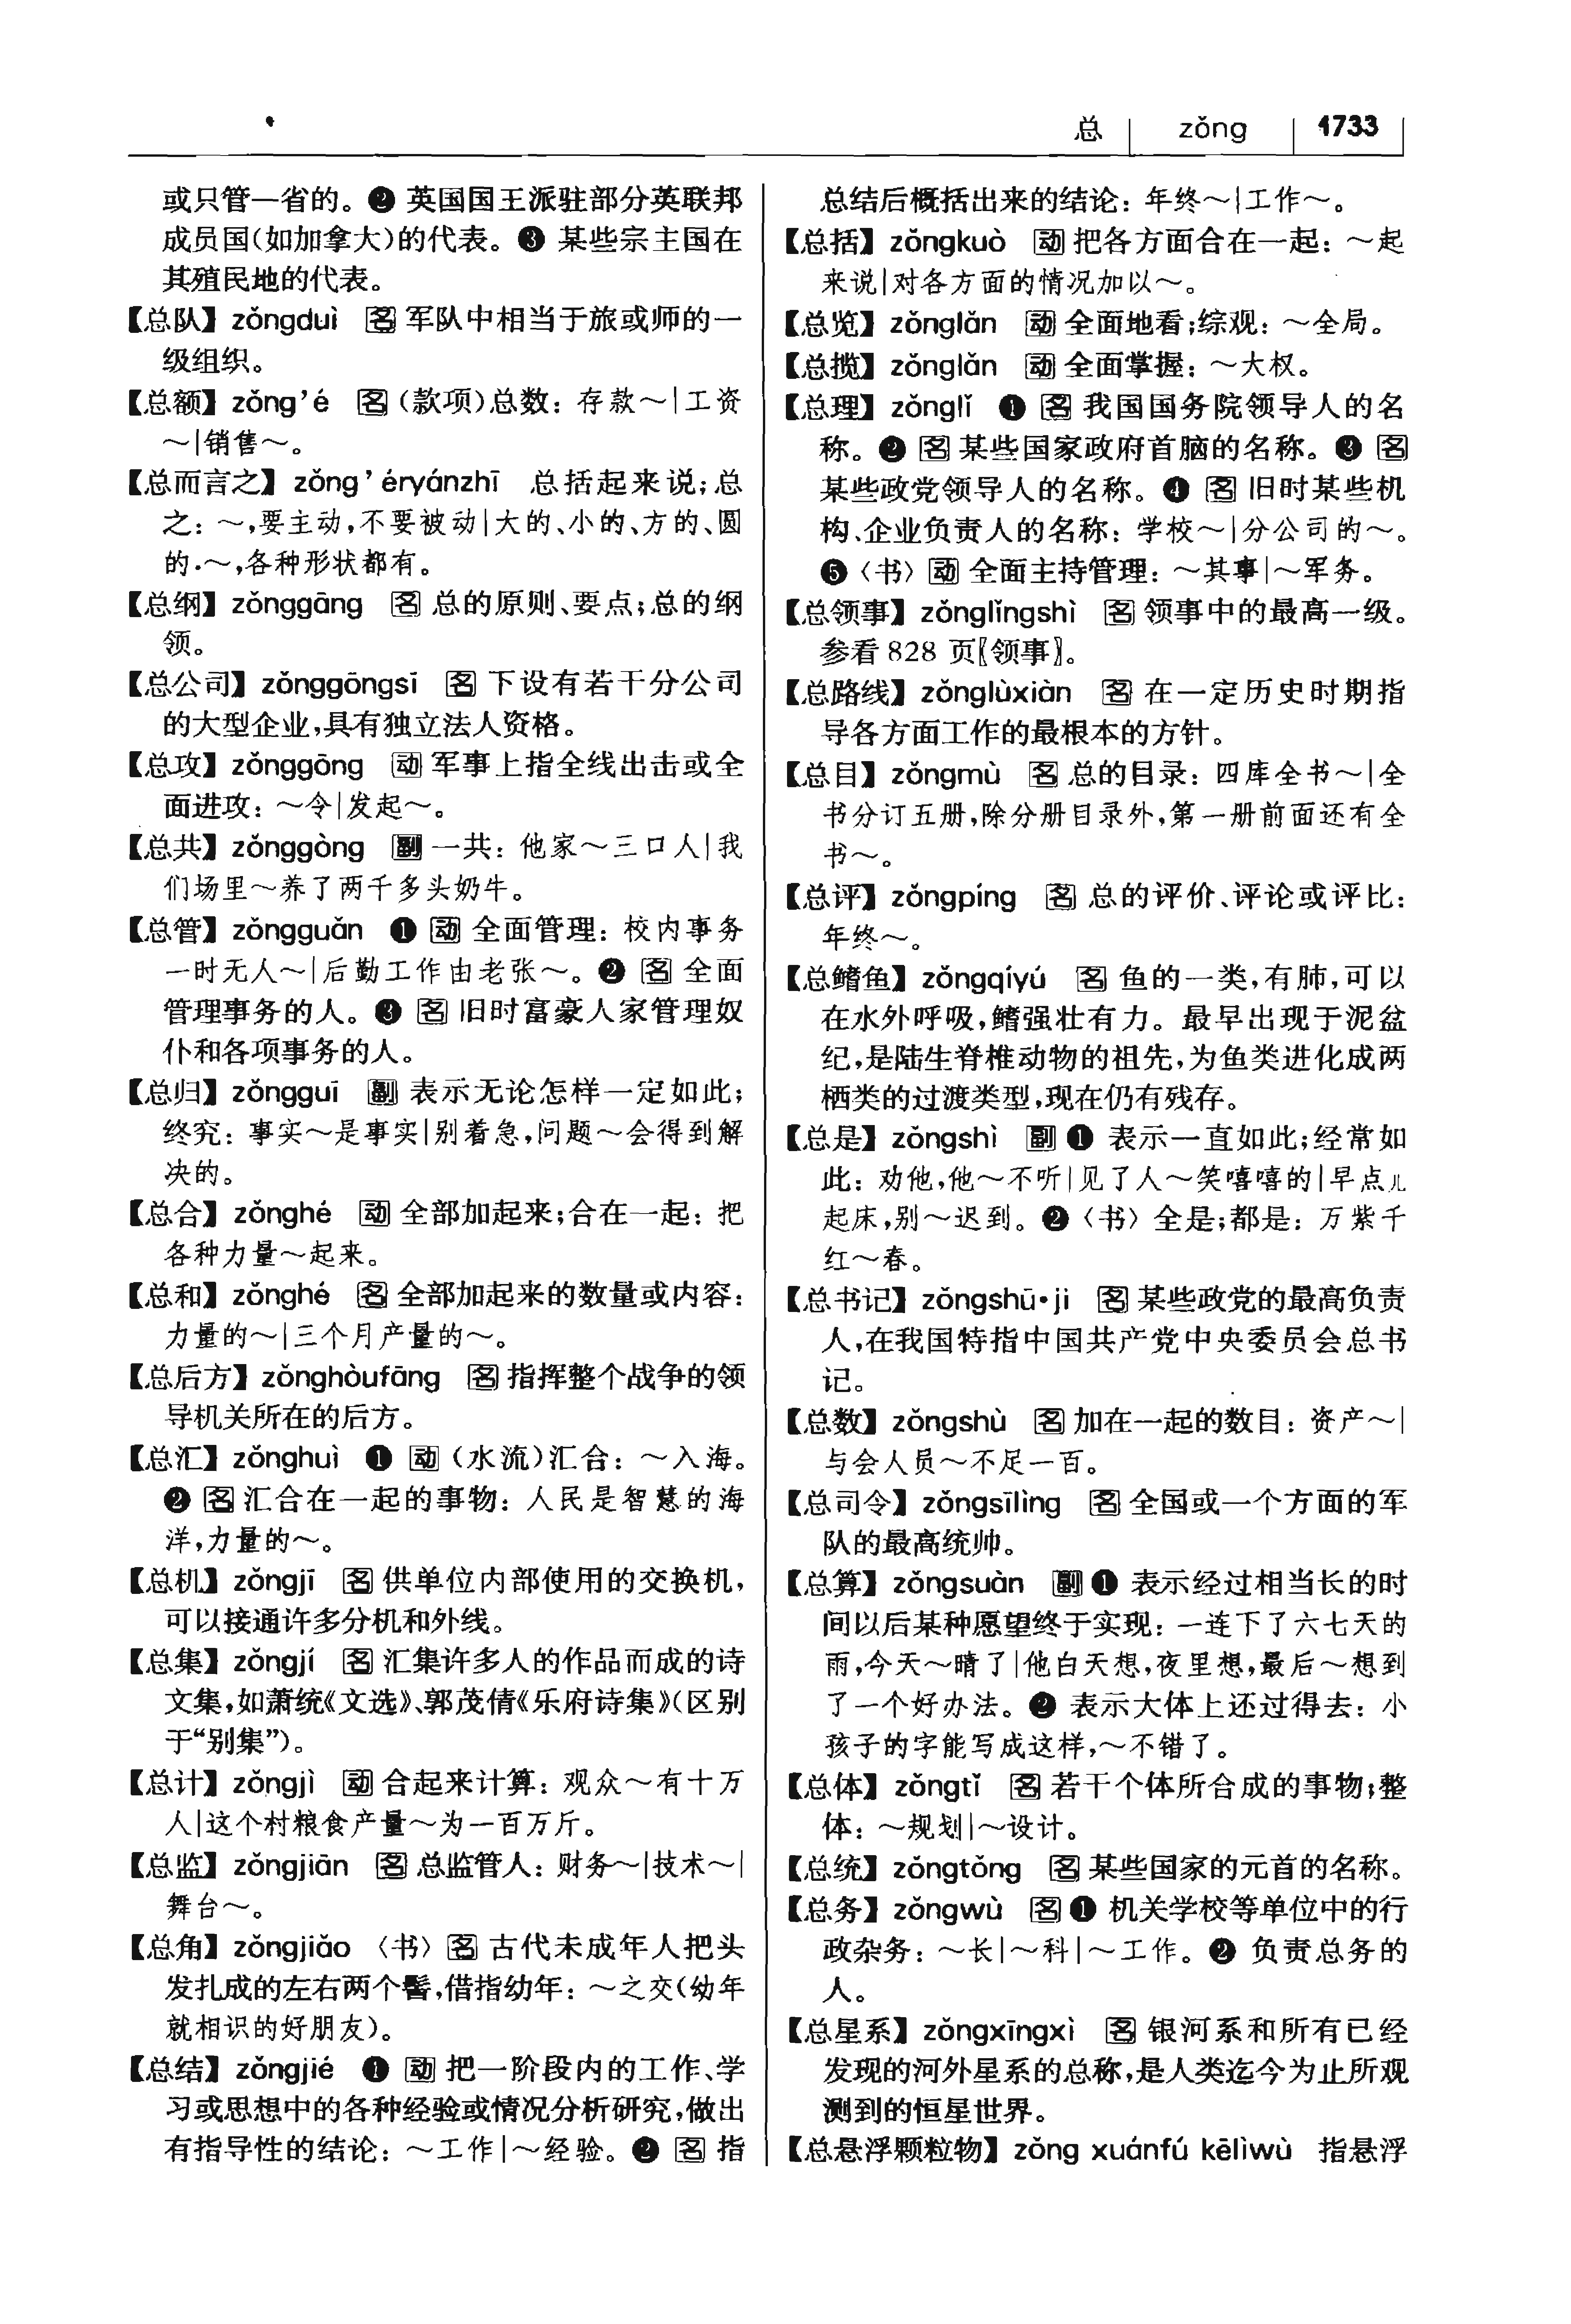 总 zǒng 1733
或只管一省的。❷ 英国国王派驻部分英联邦
成员国(如加拿大)的代表。❸ 某些宗主国在
其殖民地的代表。
【总队】zǒngduì 名 军队中相当于旅或师的一
级组织。
【总额】zǒng’é 名 (款项)总数：存款～|工资
～|销售～。
【总而言之】zǒng’éryánzhī 总括起来说；总
之：～，要主动，不要被动|大的、小的、方的、圆
的·～，各种形状都有。
【总纲】zǒnggāng 名 总的原则、要点；总的纲
领。
【总公司】zǒnggōngsī 名 下设有若干分公司
的大型企业，具有独立法人资格。
【总攻】zǒnggōng 动 军事上指全线出击或全
面进攻：～令|发起～。
【总共】zǒnggòng 副 一共：他家～三口人|我
们场里～养了两千多头奶牛。
【总管】zǒngguǎn ❶ 动 全面管理：校内事务
一时无人～|后勤工作由老张～。❷ 名 全面
管理事务的人。❸ 名 旧时富豪人家管理奴
仆和各项事务的人。
【总归】zǒngguī 副 表示无论怎样一定如此；
终究：事实～是事实|别着急，问题～会得到解
决的。
【总合】zǒnghé 动 全部加起来；合在一起：把
各种力量～起来。
【总和】zǒnghé 名 全部加起来的数量或内容：
力量的～|三个月产量的～。
【总后方】zǒnghòufāng 名 指挥整个战争的领
导机关所在的后方。
【总汇】zǒnghuì ❶ 动 (水流)汇合：～入海。
❷ 名 汇合在一起的事物：人民是智慧的海
洋，力量的～。
【总机】zǒngjī 名 供单位内部使用的交换机，
可以接通许多分机和外线。
【总集】zǒngjí 名 汇集许多人的作品而成的诗
文集，如萧统《文选》、郭茂倩《乐府诗集》(区别
于“别集”)。
【总计】zǒngjì 动 合起来计算：观众～有十万
人|这个村粮食产量～为一百万斤。
【总监】zǒngjiān 名 总监管人：财务～|技术～|
舞台～。
【总角】zǒngjiǎo 〈书〉名 古代未成年人把头
发扎成的左右两个髻，借指幼年：～之交(幼年
就相识的好朋友)。
【总结】zǒngjié ❶ 动 把一阶段内的工作、学
习或思想中的各种经验或情况分析研究，做出
有指导性的结论：～工作|～经验。❷ 名 指
总结后概括出来的结论：年终～|工作～。
【总括】zǒngkuò 动 把各方面合在一起：～起
来说|对各方面的情况加以～。
【总览】zǒnglǎn 动 全面地看；综观：～全局。
【总揽】zǒnglǎn 动 全面掌握：～大权。
【总理】zǒnglǐ ❶ 名 我国国务院领导人的名
称。❷ 名 某些国家政府首脑的名称。❸ 名
某些政党领导人的名称。❹ 名 旧时某些机
构、企业负责人的名称：学校～|分公司的～。
❺〈书〉动 全面主持管理：～其事|～军务。
【总领事】zǒnglǐngshì 名 领事中的最高一级。
参看 828 页〖领事〗。
【总路线】zǒnglùxiàn 名 在一定历史时期指
导各方面工作的最根本的方针。
【总目】zǒngmù 名 总的目录：四库全书～|全
书分订五册，除分册目录外，第一册前面还有全
书～。
【总评】zǒngpíng 名 总的评价、评论或评比：
年终～。
【总鳍鱼】zǒngqíyú 名 鱼的一类，有肺，可以
在水外呼吸，鳍强壮有力。最早出现于泥盆
纪，是陆生脊椎动物的祖先，为鱼类进化成两
栖类的过渡类型，现在仍有残存。
【总是】zǒngshì 副 ❶ 表示一直如此；经常如
此：劝他，他～不听|见了人～笑嘻嘻的|早点儿
起床，别～迟到。❷〈书〉全是；都是：万紫千
红～春。
【总书记】zǒngshū·jì 名 某些政党的最高负责
人，在我国特指中国共产党中央委员会总书
记。
【总数】zǒngshù 名 加在一起的数目：资产～|
与会人员～不足一百。
【总司令】zǒngsīlìng 名 全国或一个方面的军
队的最高统帅。
【总算】zǒngsuàn 副 ❶ 表示经过相当长的时
间以后某种愿望终于实现：一连下了六七天的
雨，今天～晴了|他白天想，夜里想，最后～想到
了一个好办法。❷ 表示大体上还过得去：小
孩子的字能写成这样，～不错了。
【总体】zǒngtǐ 名 若干个体所合成的事物；整
体：～规划|～设计。
【总统】zǒngtǒng 名 某些国家的元首的名称。
【总务】zǒngwù 名 ❶ 机关学校等单位中的行
政杂务：～长|～科|～工作。❷ 负责总务的
人。
【总星系】zǒngxīngxì 名 银河系和所有已经
发现的河外星系的总称，是人类迄今为止所观
测到的恒星世界。
【总悬浮颗粒物】zǒng xuánfú kēlìwù 指悬浮